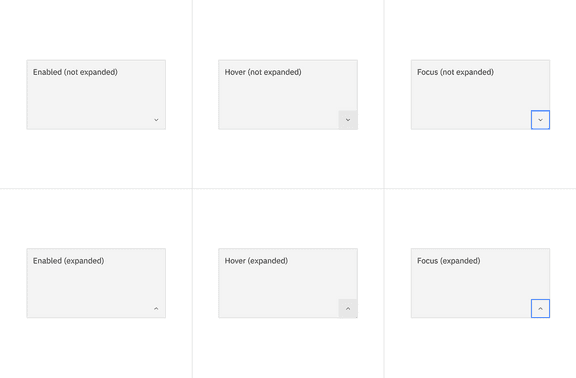 Enabled (not expanded)
Hover (not expanded)
Focus (not expanded)
Enabled (expanded)
Hover (expanded)
Focus (expanded)